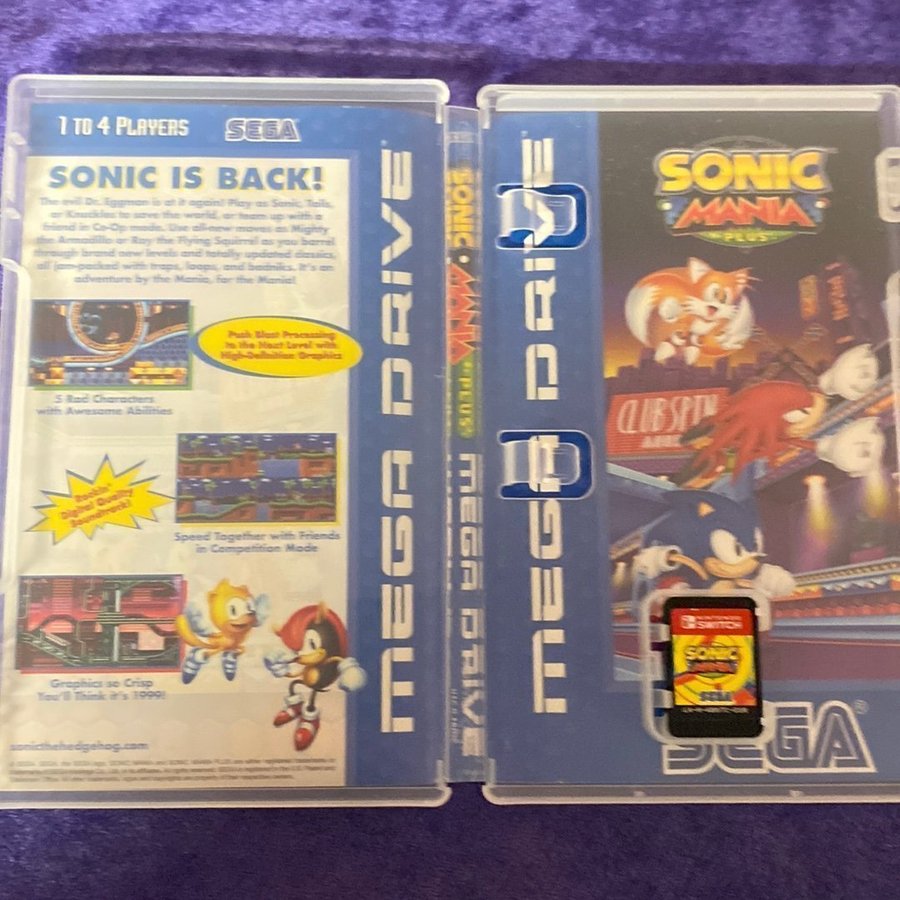 1 TO 4 PLAYERS
SEGA
SONIC IS BACK!
The evil Dr. Eggman is at it again! Play as Sonic, Tails,
or Knuckles to save the world, or team up with a
friend in Co-Op mode. Use all-new moves as Mighty
the Armadillo or Ray the Flying Squirrel as you barrel
through brand new levels and totally updated classics,
all jam-packed with traps, loops, and badniks. It's an
adventure by the Mania, for the Mania!
Push Blast Processing
to the Next Level with
High-Definition Graphics
5 Rad Characters
with Awesome Abilities
Rockin'
Digital Quality
Soundtrack!
Speed Together with Friends
in Competition Mode
Graphics so Crisp
You'll Think it's 1999!
sonicthehedgehog.com
MEGA DRIVE
SONIC MANIA PLUS
MEGA DRIVE
MEGA DRIVE
SONIC
MANIA
PLUS
CLUB SPIN
NINTENDO
SWITCH
SONIC
MANIA
SEGA
SEGA